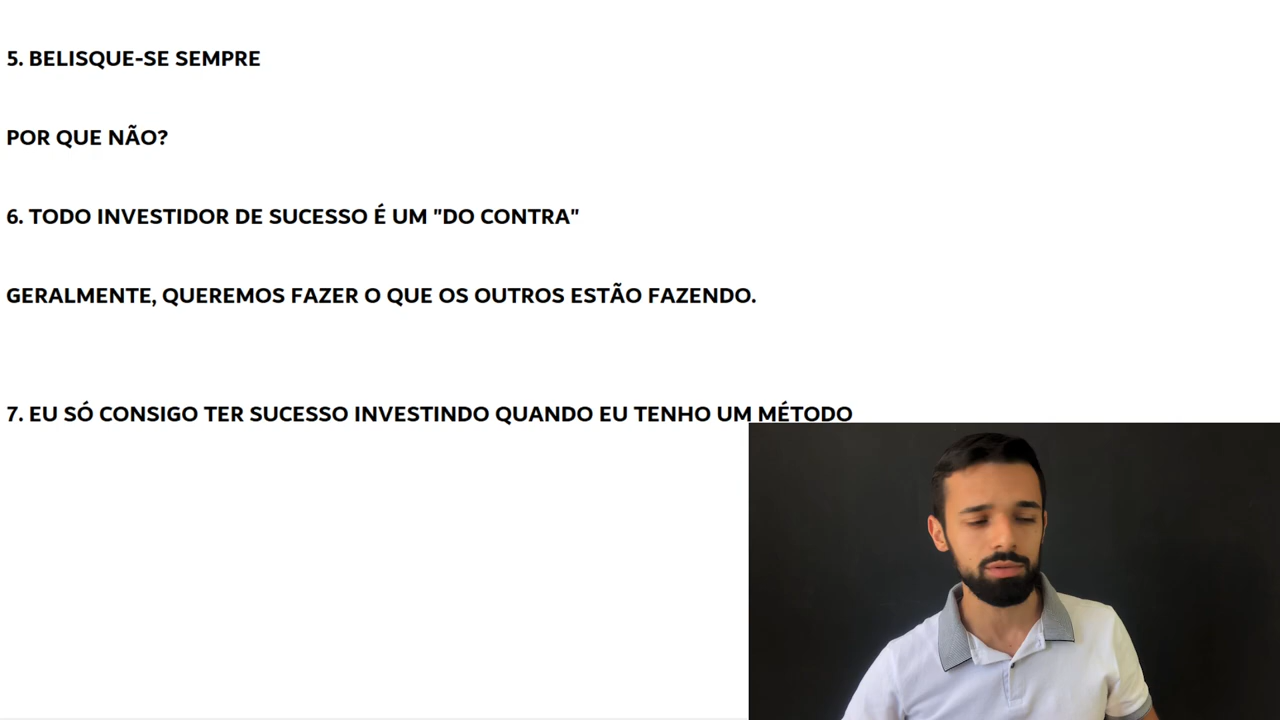 5. BELISQUE-SE SEMPRE
POR QUE NÃO?
6. TODO INVESTIDOR DE SUCESSO É UM "DO CONTRA"
GERALMENTE, QUEREMOS FAZER O QUE OS OUTROS ESTÃO FAZENDO.
7. EU SÓ CONSIGO TER SUCESSO INVESTINDO QUANDO EU TENHO UM MÉTODO